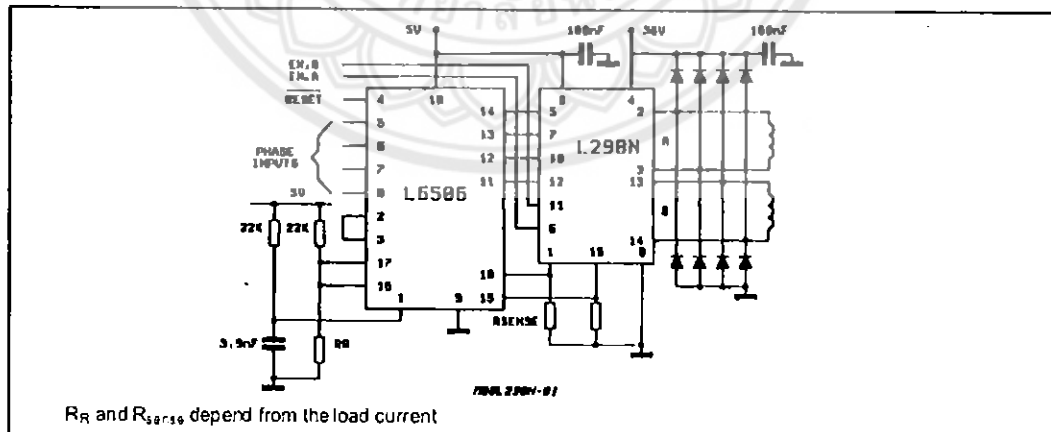 5V
100nF
36V
100nF
EN.B
EN.A
RESET
4
5
6
7
8
PHASE
INPUTS
5V
22K
22K
2
3
17
16
1
3.9nF
RR
18
L6506
14
13
12
11
10
15
9
9
4
5
7
10
12
11
6
1
15
8
L298N
2
3
13
14
A
B
RSENSE
R_R and R_sense depend from the load current